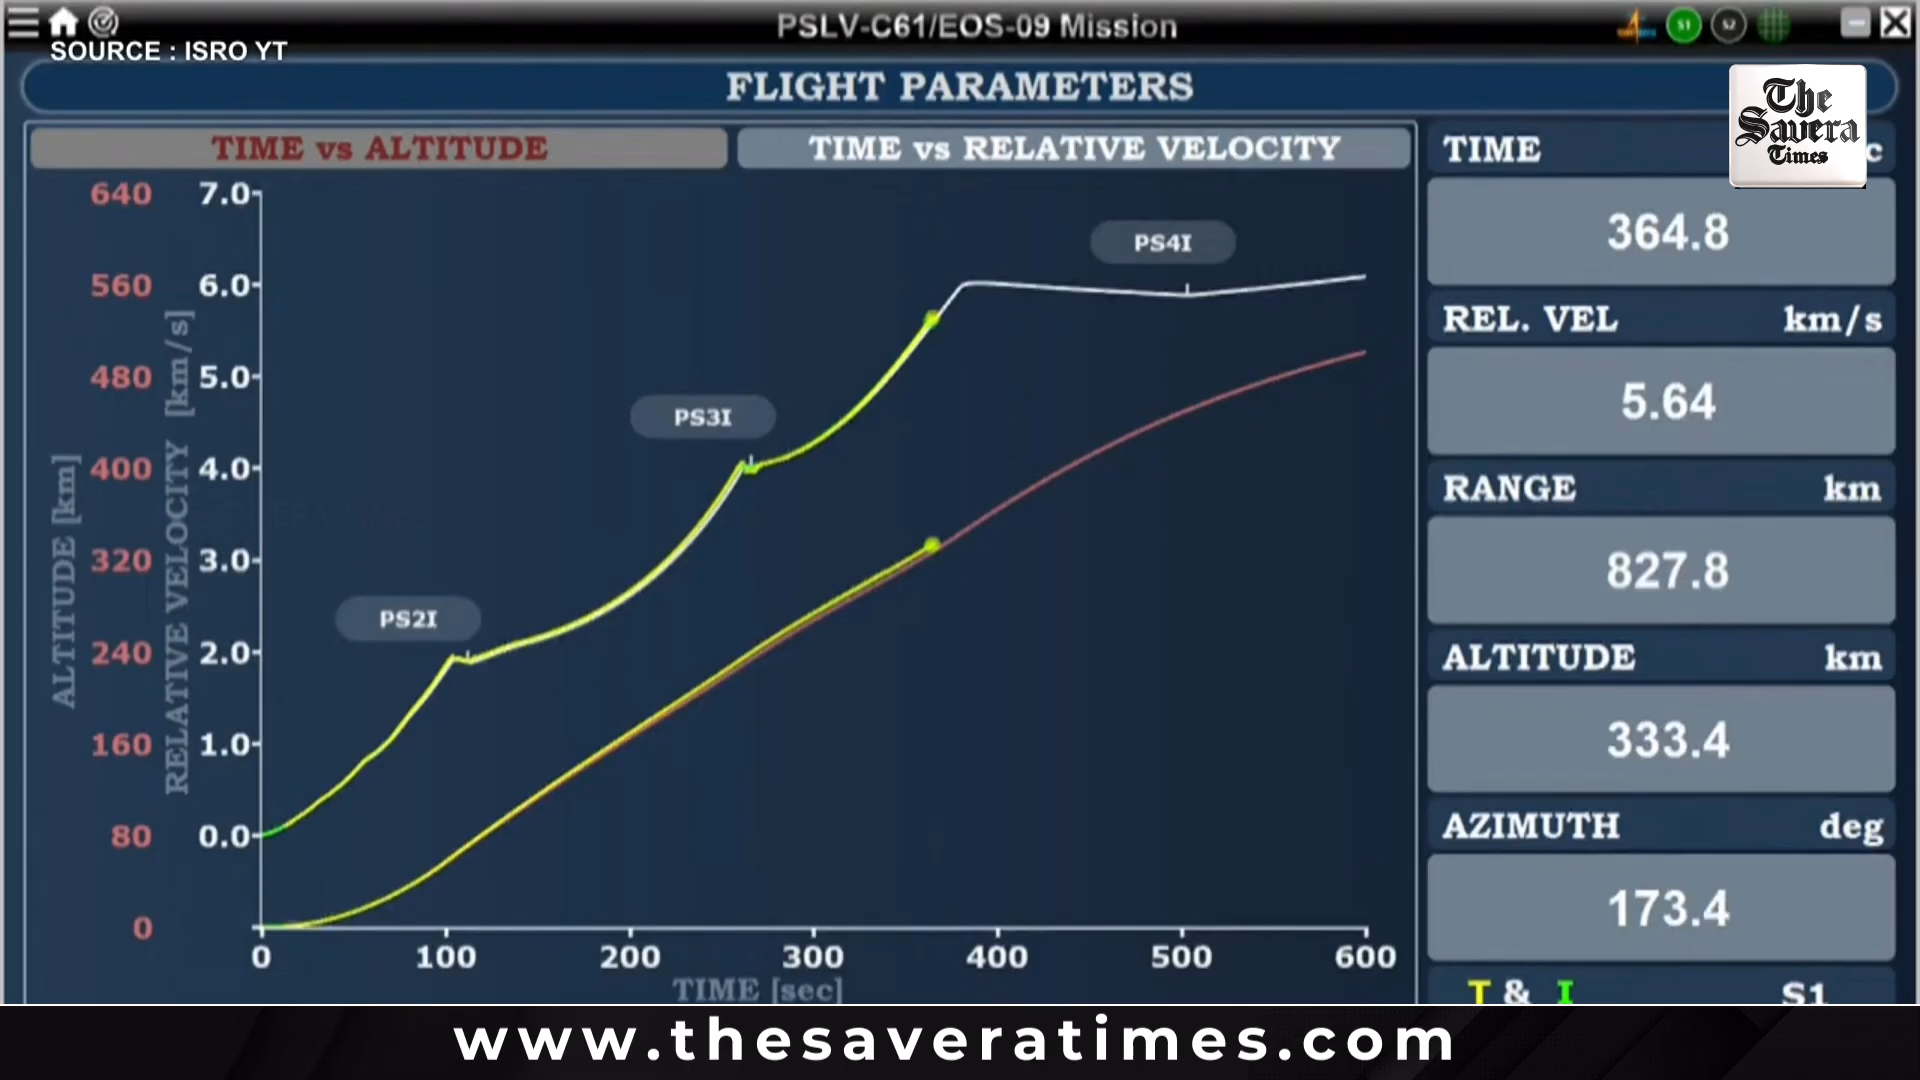 PSLV-C61/EOS-09 Mission
S1
S2
SOURCE : ISRO YT
FLIGHT PARAMETERS
The
Savera
Times
TIME vs ALTITUDE
TIME vs RELATIVE VELOCITY
TIME
c
640
7.0
PS4I
364.8
560
6.0
REL. VEL km/s
480
5.0
5.64
PS3I
400
4.0
RANGE km
320
3.0
827.8
PS2I
240
2.0
ALTITUDE km
160
1.0
333.4
80
0.0
AZIMUTH deg
0
173.4
ALTITUDE [km]
RELATIVE VELOCITY [km/s]
0 100 200 300 400 500 600
TIME [sec]
T & I S1
www.thesaveratimes.com